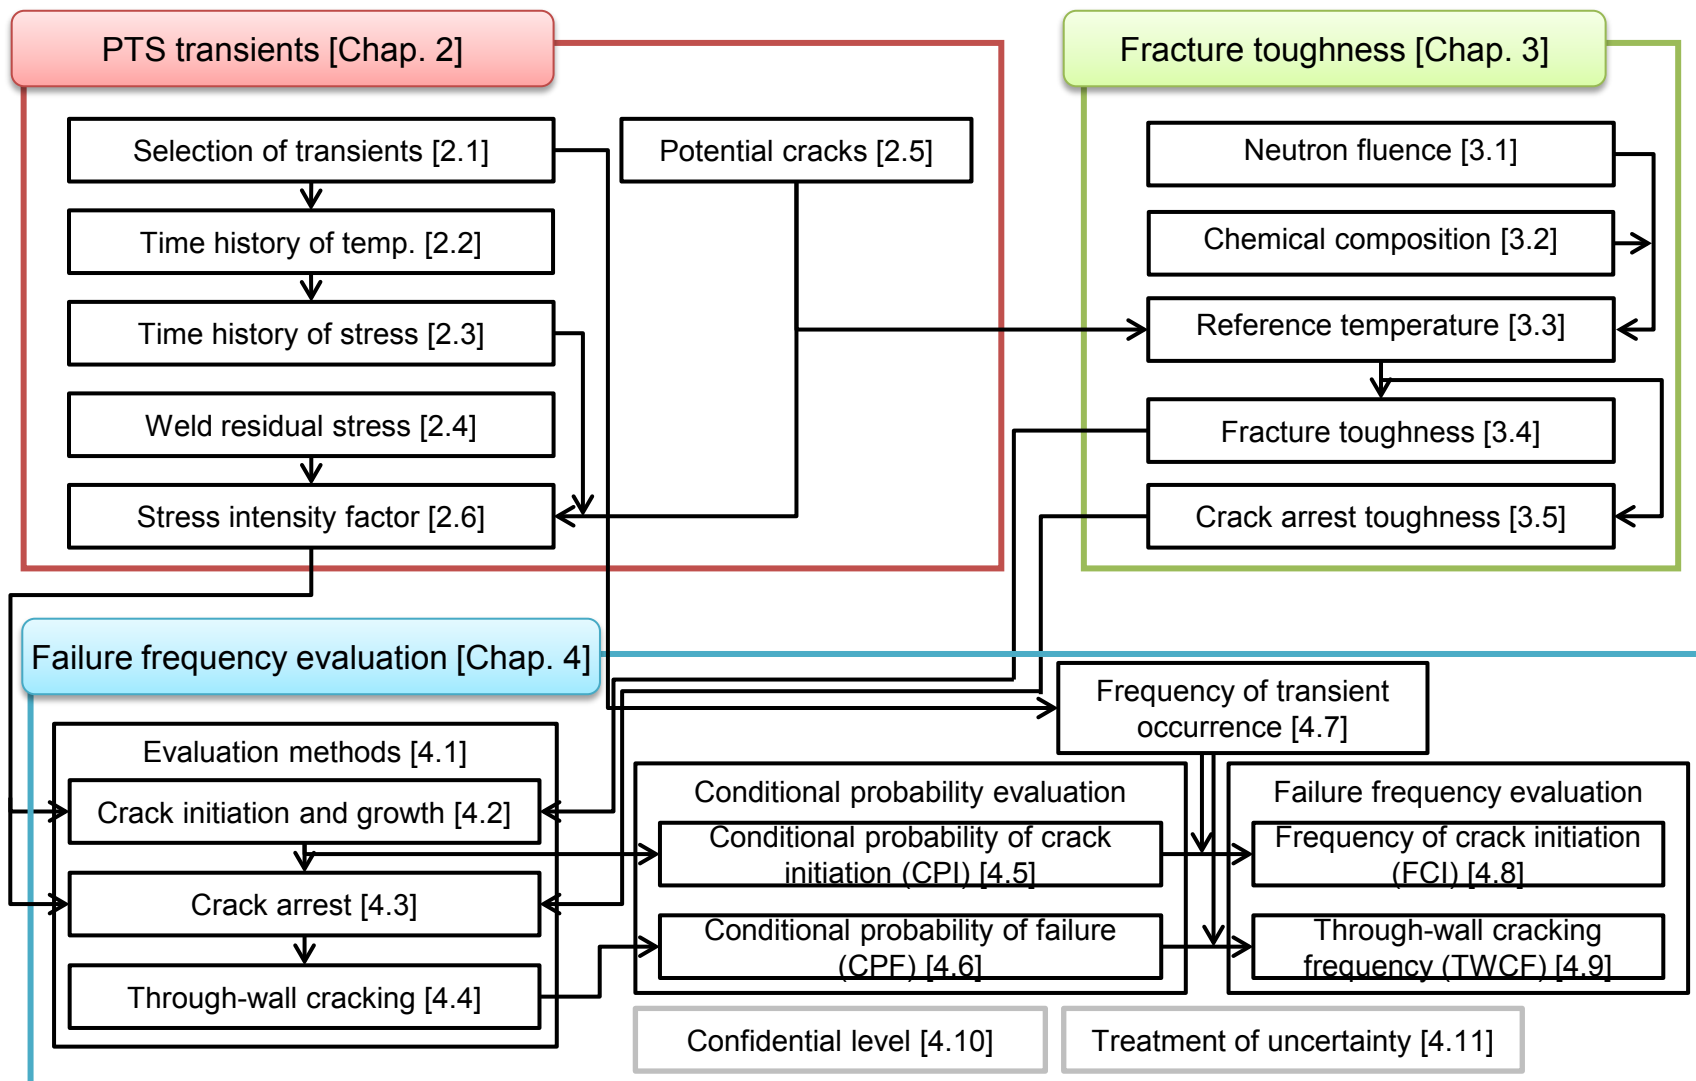 PTS transients [Chap. 2]
Selection of transients [2.1]
Potential cracks [2.5]
Time history of temp. [2.2]
Time history of stress [2.3]
Weld residual stress [2.4]
Stress intensity factor [2.6]
Fracture toughness [Chap. 3]
Neutron fluence [3.1]
Chemical composition [3.2]
Reference temperature [3.3]
Fracture toughness [3.4]
Crack arrest toughness [3.5]
Failure frequency evaluation [Chap. 4]
Evaluation methods [4.1]
Crack initiation and growth [4.2]
Crack arrest [4.3]
Through-wall cracking [4.4]
Frequency of transient
occurrence [4.7]
Conditional probability evaluation
Conditional probability of crack
initiation (CPI) [4.5]
Conditional probability of failure
(CPF) [4.6]
Failure frequency evaluation
Frequency of crack initiation
(FCI) [4.8]
Through-wall cracking
frequency (TWCF) [4.9]
Confidential level [4.10]
Treatment of uncertainty [4.11]